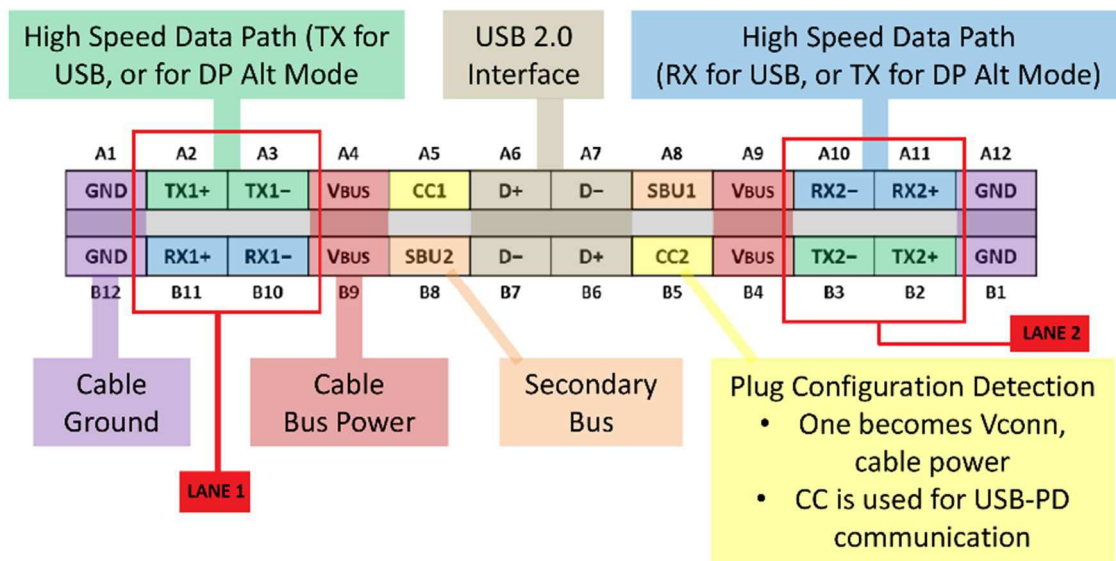 High Speed Data Path (TX for
USB, or for DP Alt Mode
USB 2.0
Interface
High Speed Data Path
(RX for USB, or TX for DP Alt Mode)
A1 A2 A3 A4 A5 A6 A7 A8 A9 A10 A11 A12
GND TX1+ TX1− VBUS CC1 D+ D− SBU1 VBUS RX2− RX2+ GND
GND RX1+ RX1− VBUS SBU2 D− D+ CC2 VBUS TX2− TX2+ GND
B12 B11 B10 B9 B8 B7 B6 B5 B4 B3 B2 B1
LANE 2
Cable
Ground
Cable
Bus Power
Secondary
Bus
Plug Configuration Detection
• One becomes Vconn,
cable power
• CC is used for USB-PD
communication
LANE 1